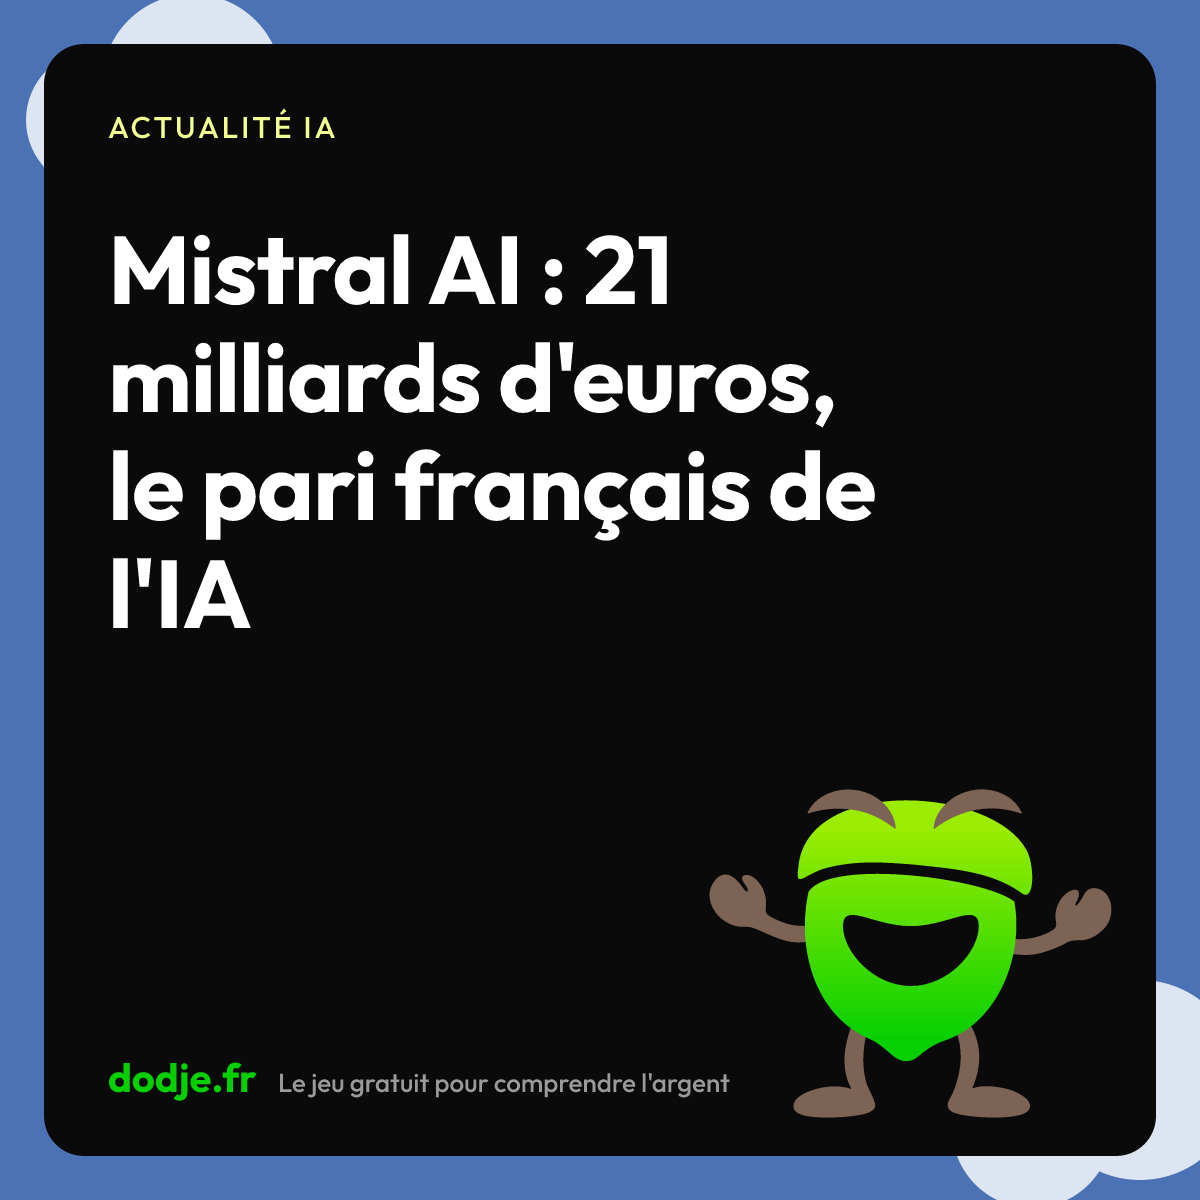 ACTUALITÉ IA
Mistral AI : 21
milliards d'euros,
le pari français de
l'IA
dodje.fr Le jeu gratuit pour comprendre l'argent